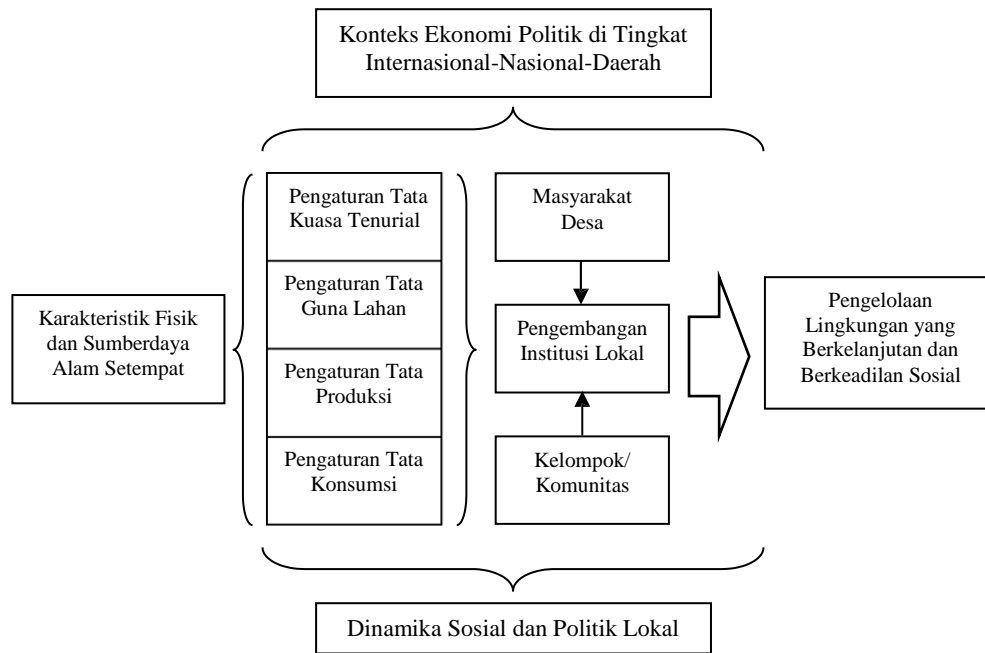 Konteks Ekonomi Politik di Tingkat
Internasional-Nasional-Daerah
Karakteristik Fisik
dan Sumberdaya
Alam Setempat
Pengaturan Tata
Kuasa Tenurial
Pengaturan Tata
Guna Lahan
Pengaturan Tata
Produksi
Pengaturan Tata
Konsumsi
Masyarakat
Desa
Pengembangan
Institusi Lokal
Kelompok/
Komunitas
Pengelolaan
Lingkungan yang
Berkelanjutan dan
Berkeadilan Sosial
Dinamika Sosial dan Politik Lokal